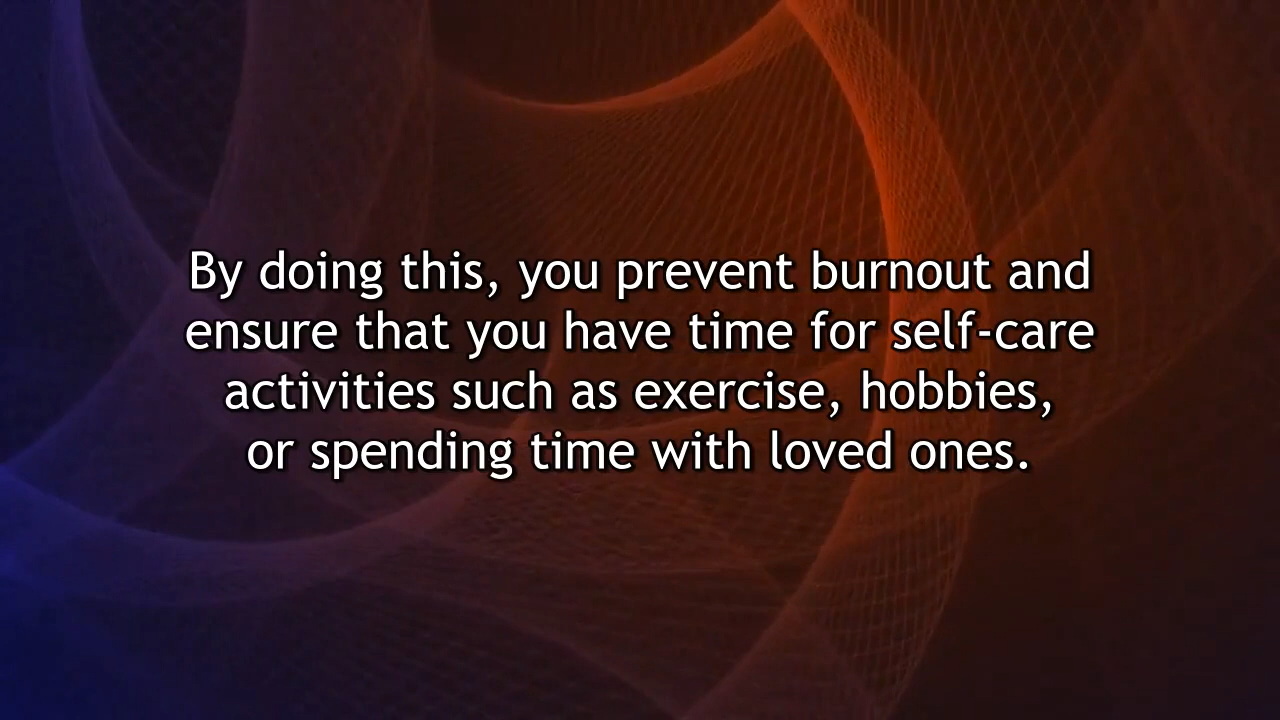 By doing this, you prevent burnout and
ensure that you have time for self-care
activities such as exercise, hobbies,
or spending time with loved ones.